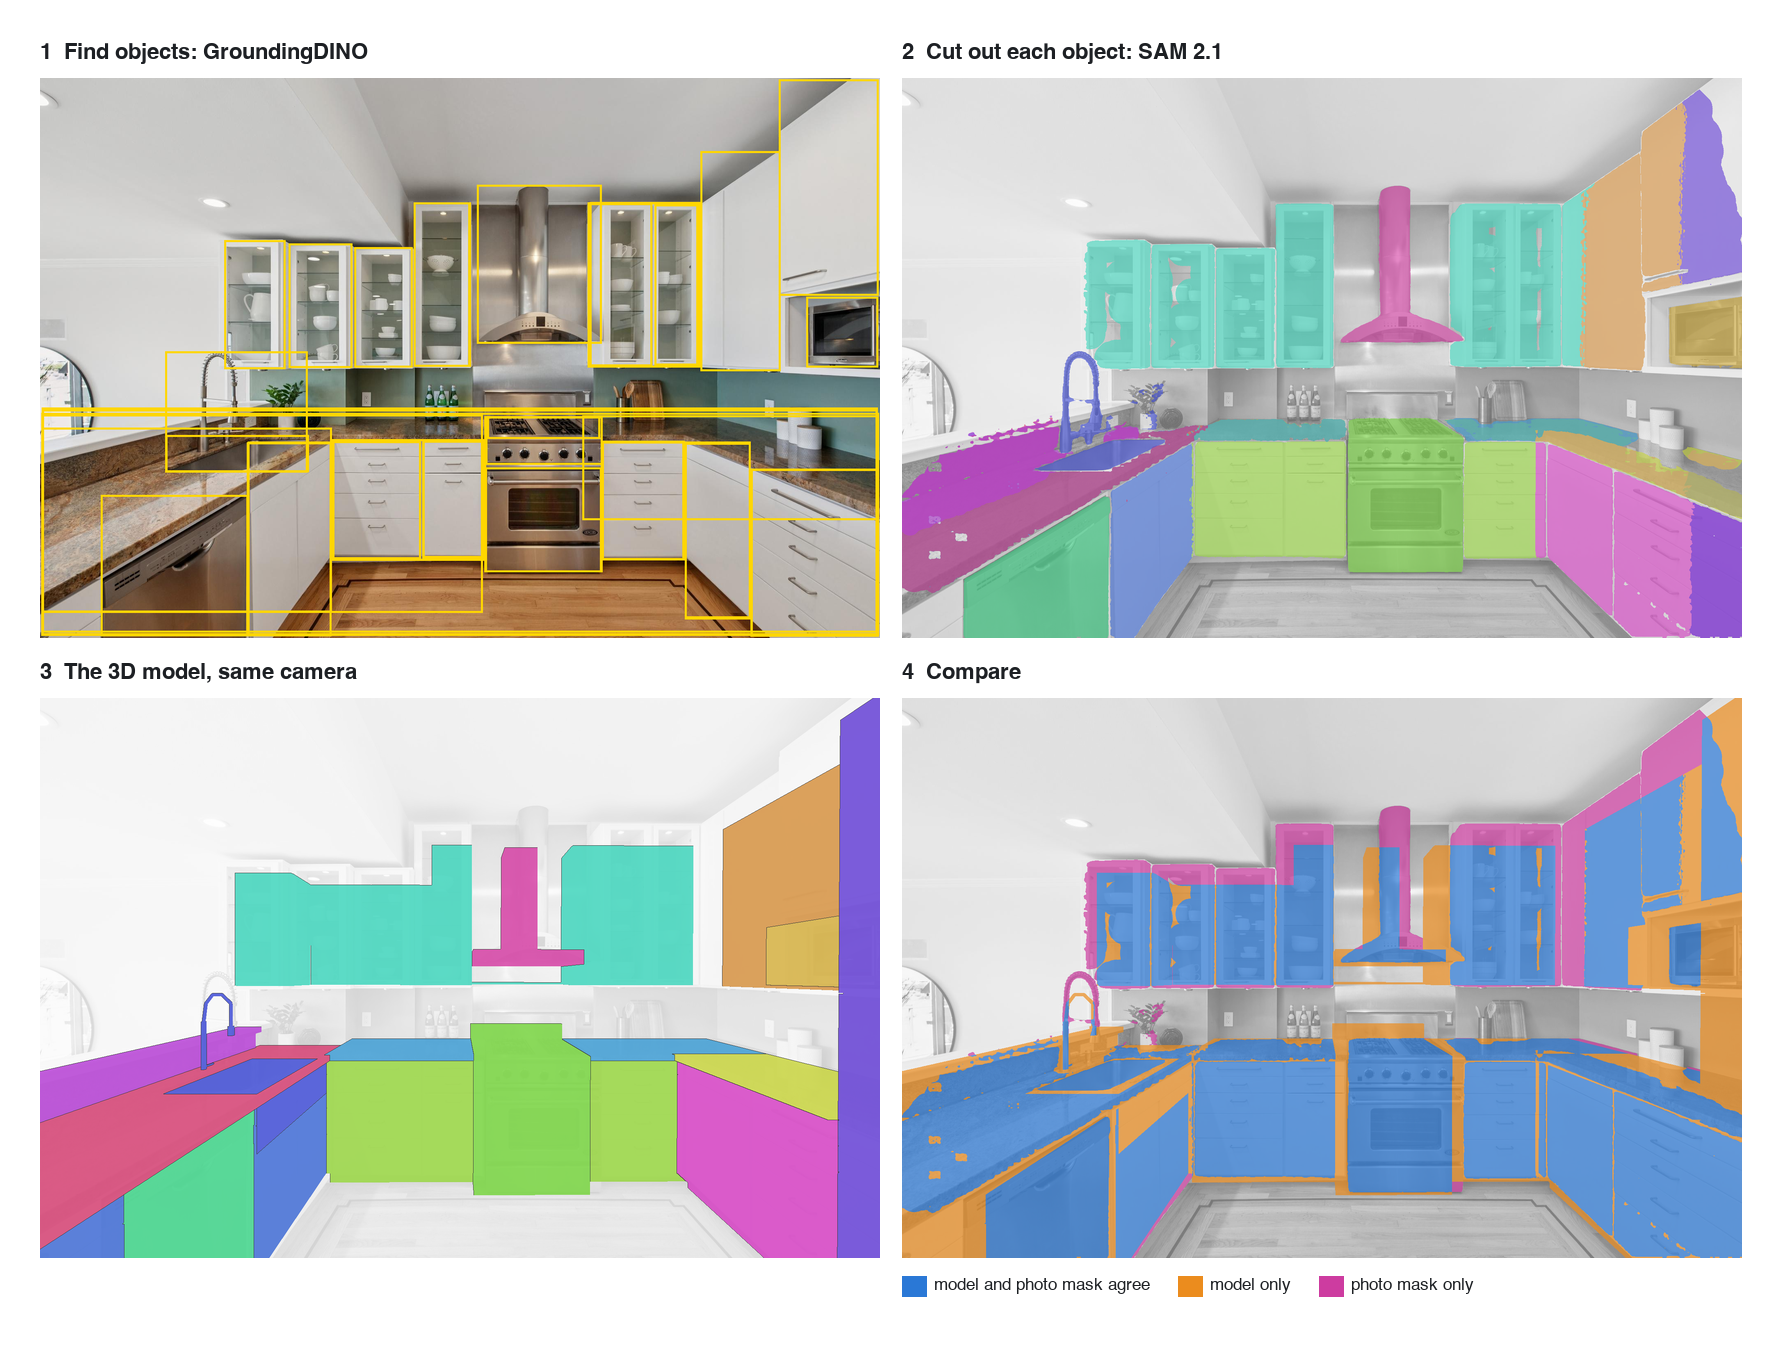 1 Find objects: GroundingDINO
2 Cut out each object: SAM 2.1
3 The 3D model, same camera
4 Compare
model and photo mask agree
model only
photo mask only